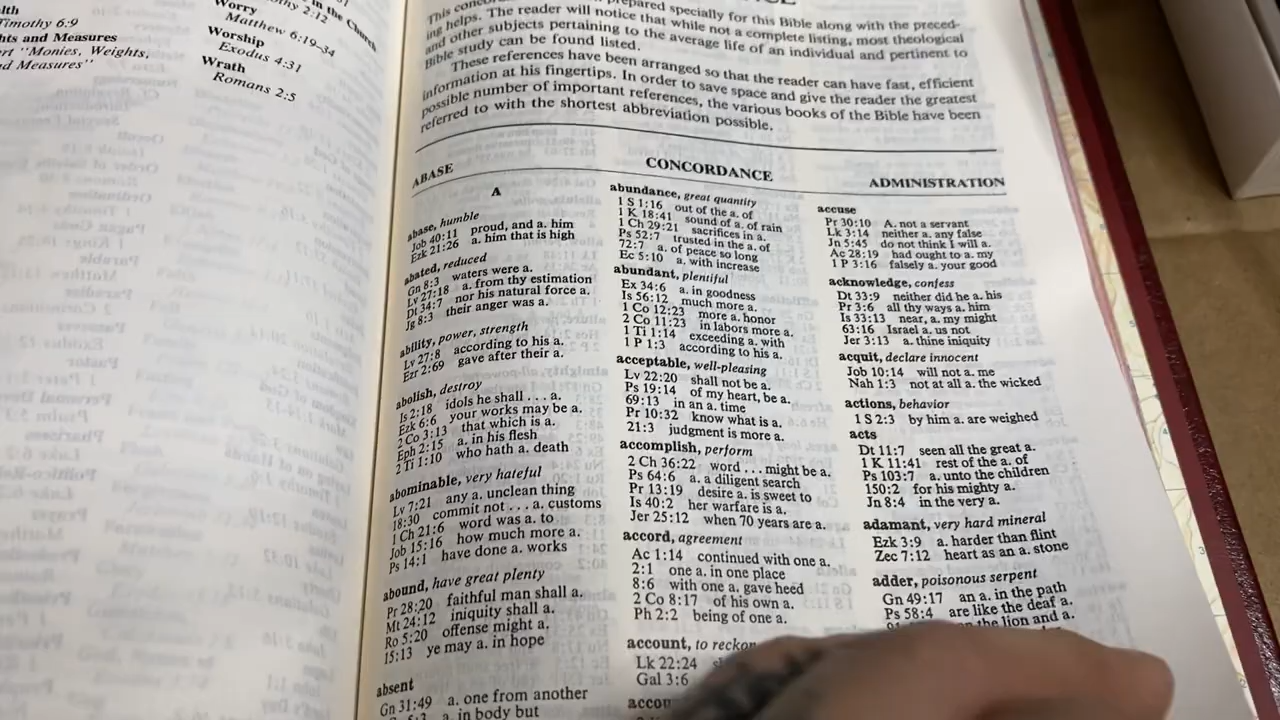 Timothy 6:9
Weights, and Measures"
Worry
Matthew 6:19–34
Worship
Exodus 4:31
Wrath
Romans 2:5
in the Church
prepared specially for this Bible along with the preced-
ing helps. The reader will notice that while not a complete listing, most theological
and other subjects pertaining to the average life of an individual and pertinent to
Bible study can be found listed.
These references have been arranged so that the reader can have fast, efficient
information at his fingertips. In order to save space and give the reader the greatest
possible number of important references, the various books of the Bible have been
referred to with the shortest abbreviation possible.
ABASE
CONCORDANCE
ADMINISTRATION
A
abase, humble
Job 40:11 proud, and a. him
Ezk 21:26 a. him that is high
abated, reduced
Gn 8:3 waters were a.
Lv 27:18 a. from thy estimation
Dt 34:7 nor his natural force a.
Jg 8:3 their anger was a.
ability, power, strength
Lv 27:8 according to his a.
Ezr 2:69 gave after their a.
abolish, destroy
Is 2:18 idols he shall . . . a.
Ezk 6:6 your works may be a.
2 Co 3:13 that which is a.
Eph 2:15 a. in his flesh
2 Ti 1:10 who hath a. death
abominable, very hateful
Lv 7:21 any a. unclean thing
18:30 commit not . . . a. customs
1 Ch 21:6 word was a. to
Job 15:16 how much more a.
Ps 14:1 have done a. works
abound, have great plenty
Pr 28:20 faithful man shall a.
Mt 24:12 iniquity shall a.
Ro 5:20 offense might a.
15:13 ye may a. in hope
absent
Gn 31:49 a. one from another
a. in body but
abundance, great quantity
1 S 1:16 out of the a. of
1 K 18:41 sound of a. of rain
1 Ch 29:21 sacrifices in a.
Ps 52:7 trusted in the a. of
72:7 a. of peace so long
Ec 5:10 a. with increase
abundant, plentiful
Ex 34:6 a. in goodness
Is 56:12 much more a.
1 Co 12:23 more a. honor
2 Co 11:23 in labors more a.
1 Ti 1:14 exceeding a. with
1 P 1:3 according to his a.
acceptable, well-pleasing
Lv 22:20 shall not be a.
Ps 19:14 of my heart, be a.
69:13 in an a. time
Pr 10:32 know what is a.
21:3 judgment is more a.
accomplish, perform
2 Ch 36:22 word . . . might be a.
Ps 64:6 a. a diligent search
Pr 13:19 desire a. is sweet to
Is 40:2 her warfare is a.
Jer 25:12 when 70 years are a.
accord, agreement
Ac 1:14 continued with one a.
2:1 one a. in one place
8:6 with one a. gave heed
2 Co 8:17 of his own a.
Ph 2:2 being of one a.
account, to reckon
Lk 22:24
Gal 3:6
accuse
Pr 30:10 A. not a servant
Lk 3:14 neither a. any false
Jn 5:45 do not think I will a.
Ac 28:19 had ought to a. my
1 P 3:16 falsely a. your good
acknowledge, confess
Dt 33:9 neither did he a. his
Pr 3:6 all thy ways a. him
Is 33:13 near, a. my might
63:16 Israel a. us not
Jer 3:13 a. thine iniquity
acquit, declare innocent
Job 10:14 will not a. me
Nah 1:3 not at all a. the wicked
actions, behavior
1 S 2:3 by him a. are weighed
acts
Dt 11:7 seen all the great a.
1 K 11:41 rest of the a. of
Ps 103:7 a. unto the children
150:2 for his mighty a.
Jn 8:4 in the very a.
adamant, very hard mineral
Ezk 3:9 a. harder than flint
Zec 7:12 heart as an a. stone
adder, poisonous serpent
Gn 49:17 an a. in the path
Ps 58:4 are like the deaf a.
the lion and a.